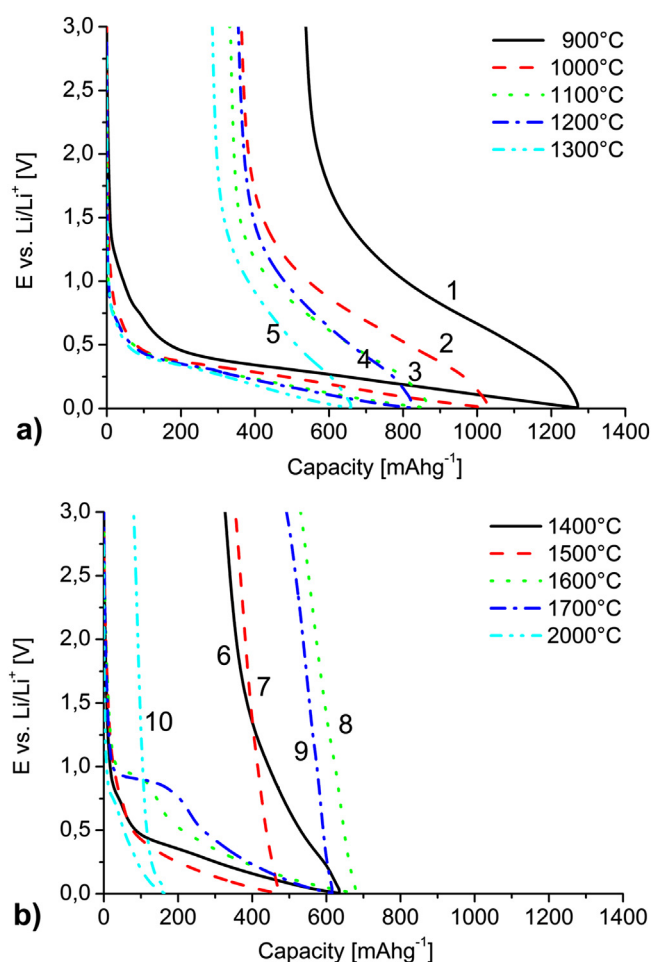 3,0
2,5
2,0
1,5
1,0
0,5
0,0
E vs. Li/Li⁺ [V]
900°C
1000°C
1100°C
1200°C
1300°C
1
2
3
4
5
0 200 400 600 800 1000 1200 1400
a)
Capacity [mAhg⁻¹]
3,0
2,5
2,0
1,5
1,0
0,5
0,0
E vs. Li/Li⁺ [V]
1400°C
1500°C
1600°C
1700°C
2000°C
6
7
8
9
10
0 200 400 600 800 1000 1200 1400
b)
Capacity [mAhg⁻¹]